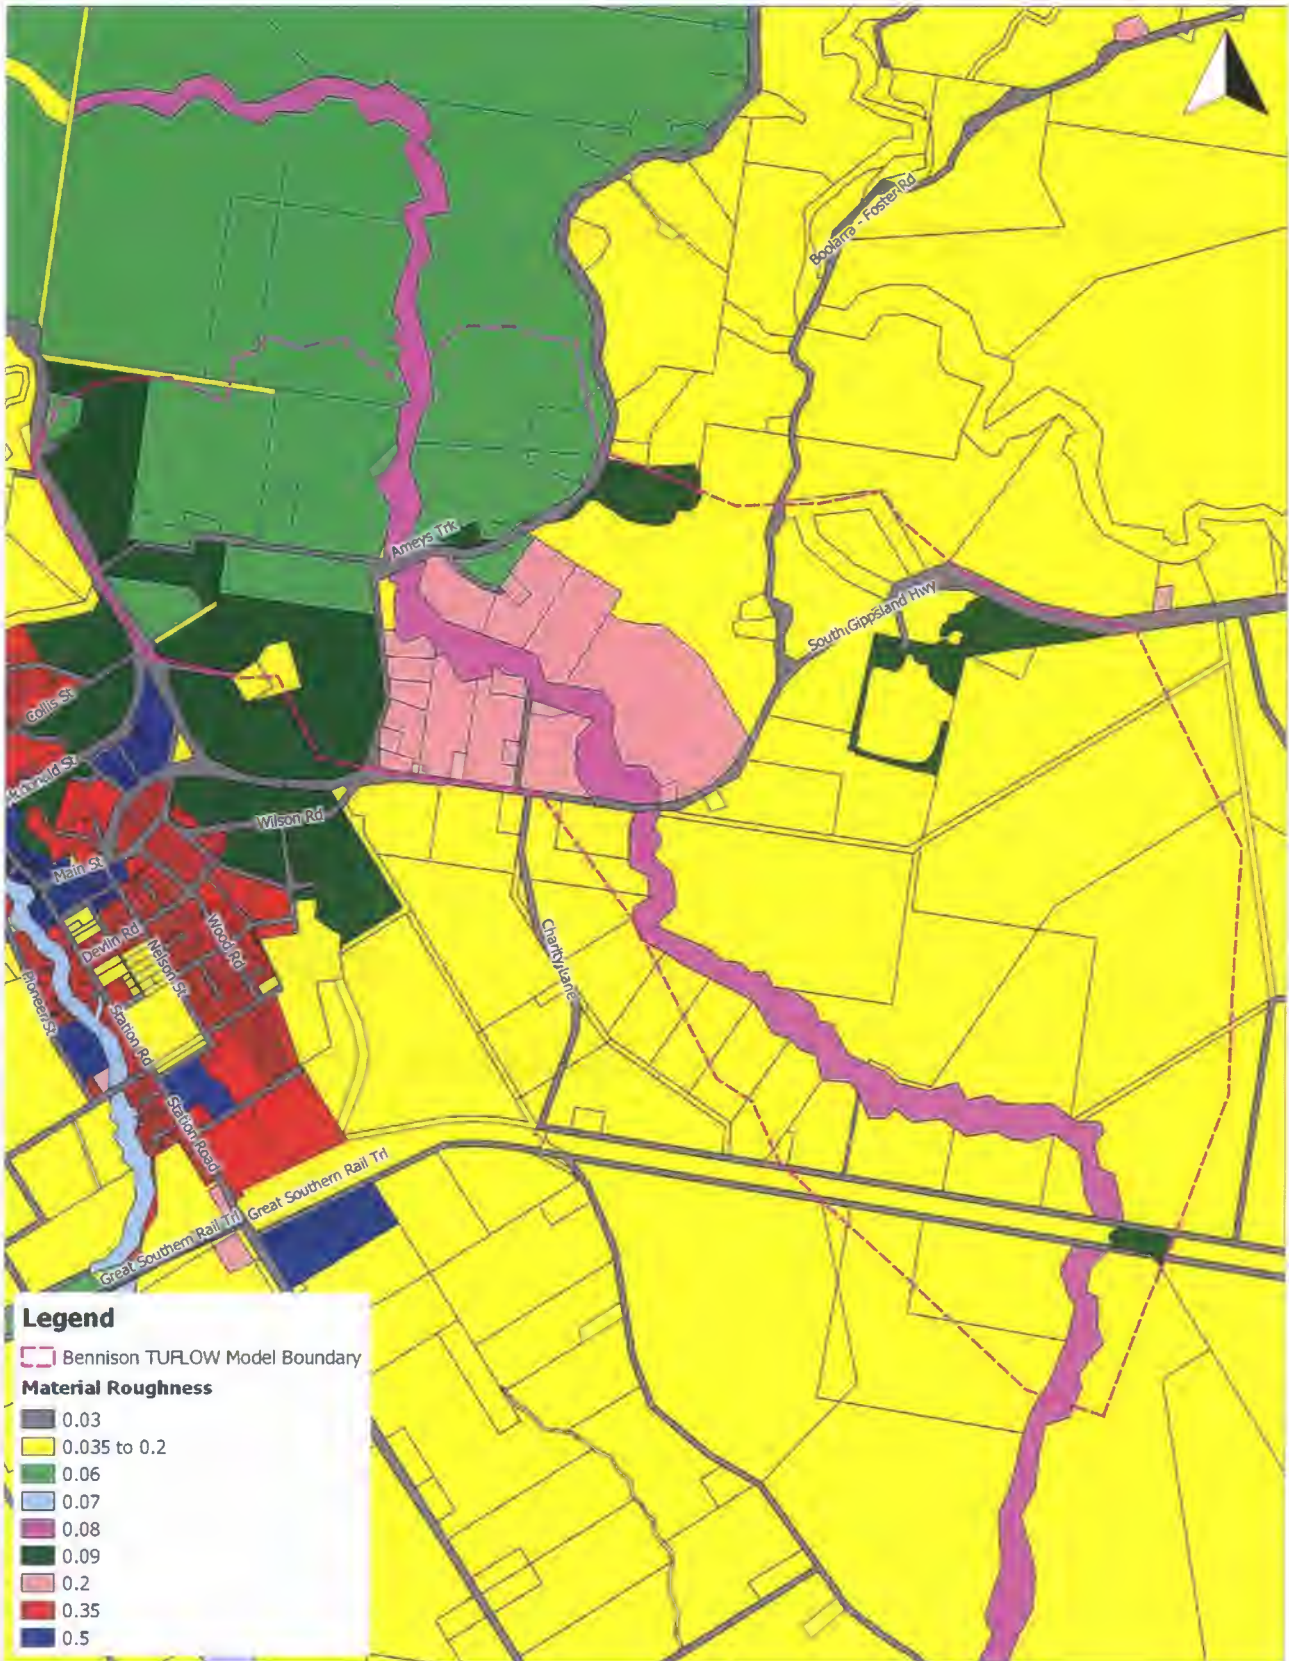 Boolarra - Foster Rd
Ameys Trk
South Gippsland Hwy
Collis St
Wilson Rd
Main St
Devlin Rd
Nelson St
Wood Rd
Charity Lane
Pioneer St
Station Rd
Station Road
Great Southern Rail Trl
Great Southern Rail Trl
Legend
Bennison TUFLOW Model Boundary
Material Roughness
0.03
0.035 to 0.2
0.06
0.07
0.08
0.09
0.2
0.35
0.5